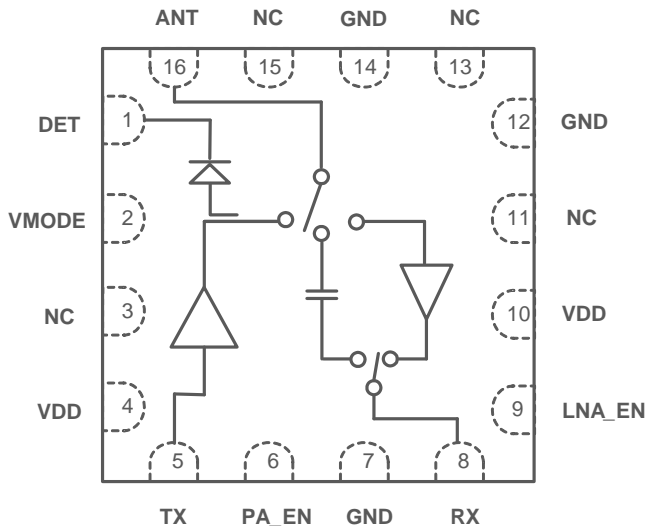 ANT NC GND NC
16 15 14 13
DET 1 12 GND
VMODE 2 11 NC
NC 3 10 VDD
VDD 4 9 LNA_EN
5 6 7 8
TX PA_EN GND RX